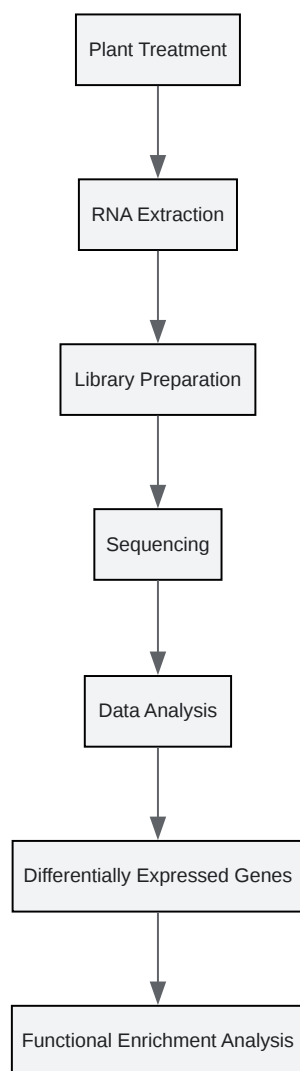 Plant Treatment
RNA Extraction
Library Preparation
Sequencing
Data Analysis
Differentially Expressed Genes
Functional Enrichment Analysis